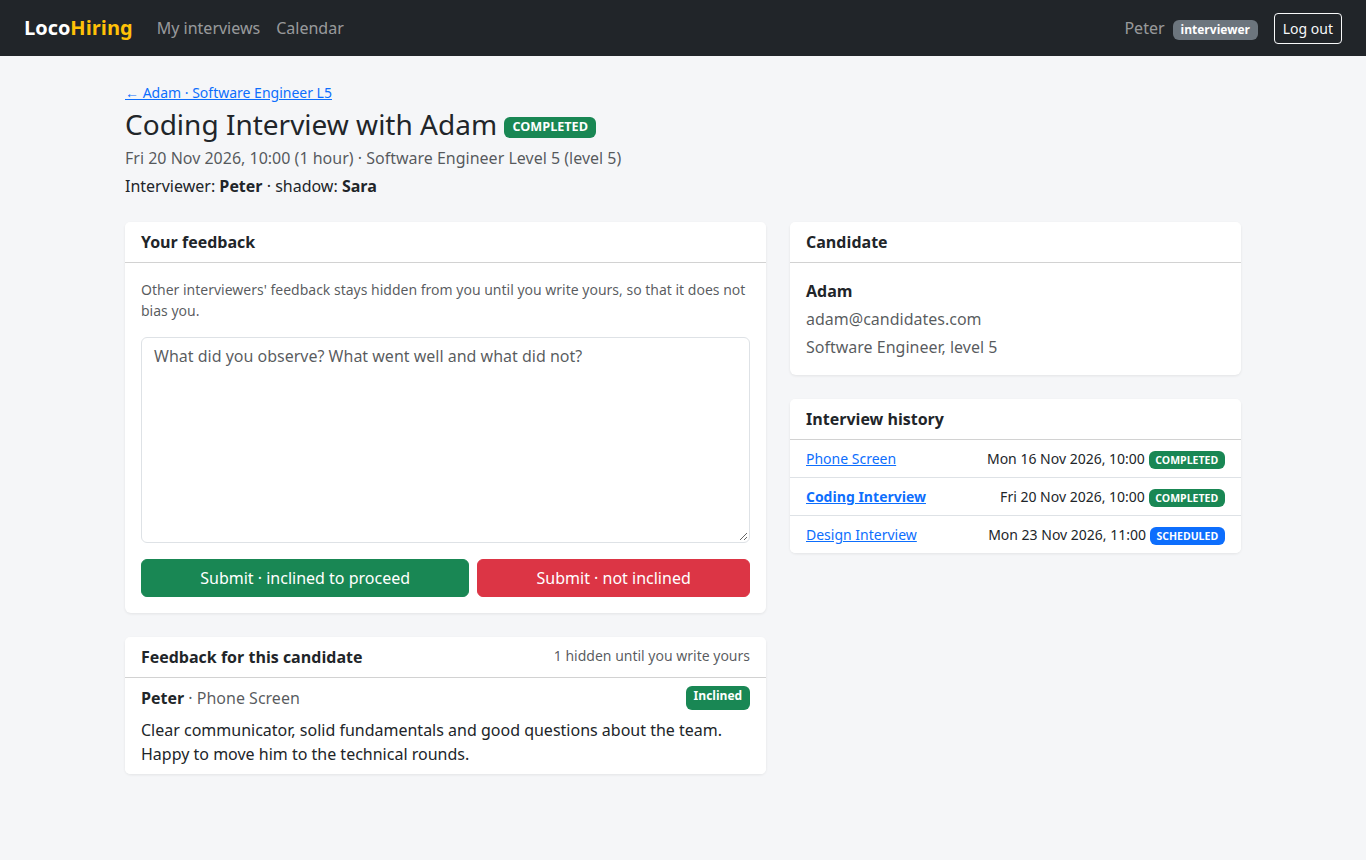 LocoHiring My interviews Calendar Peter interviewer Log out
← Adam · Software Engineer L5
Coding Interview with Adam COMPLETED
Fri 20 Nov 2026, 10:00 (1 hour) · Software Engineer Level 5 (level 5)
Interviewer: Peter · shadow: Sara
Your feedback
Other interviewers' feedback stays hidden from you until you write yours, so that it does not
bias you.
What did you observe? What went well and what did not?
Submit · inclined to proceed Submit · not inclined
Feedback for this candidate 1 hidden until you write yours
Peter · Phone Screen Inclined
Clear communicator, solid fundamentals and good questions about the team.
Happy to move him to the technical rounds.
Candidate
Adam
adam@candidates.com
Software Engineer, level 5
Interview history
Phone Screen Mon 16 Nov 2026, 10:00 COMPLETED
Coding Interview Fri 20 Nov 2026, 10:00 COMPLETED
Design Interview Mon 23 Nov 2026, 11:00 SCHEDULED